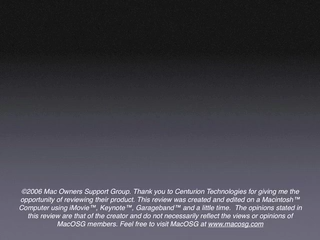 ©2006 Mac Owners Support Group. Thank you to Centurion Technologies for giving me the
opportunity of reviewing their product. This review was created and edited on a Macintosh™
Computer using iMovie™, Keynote™, Garageband™ and a little time. The opinions stated in
this review are that of the creator and do not necessarily reflect the views or opinions of
MacOSG members. Feel free to visit MacOSG at www.macosg.com